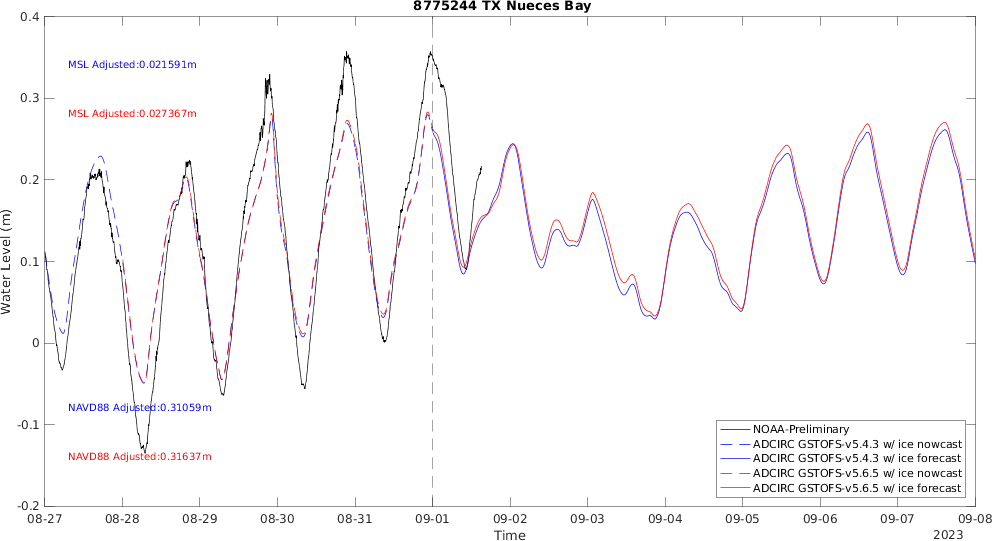 8775244 TX Nueces Bay
0.4
0.3
0.2
0.1
0
-0.1
-0.2
Water Level (m)
MSL Adjusted:0.021591m
MSL Adjusted:0.027367m
NAVD88 Adjusted:0.31059m
NAVD88 Adjusted:0.31637m
NOAA-Preliminary
ADCIRC GSTOFS-v5.4.3 w/ ice nowcast
ADCIRC GSTOFS-v5.4.3 w/ ice forecast
ADCIRC GSTOFS-v5.6.5 w/ ice nowcast
ADCIRC GSTOFS-v5.6.5 w/ ice forecast
08-27 08-28 08-29 08-30 08-31 09-01 09-02 09-03 09-04 09-05 09-06 09-07 09-08
Time
2023